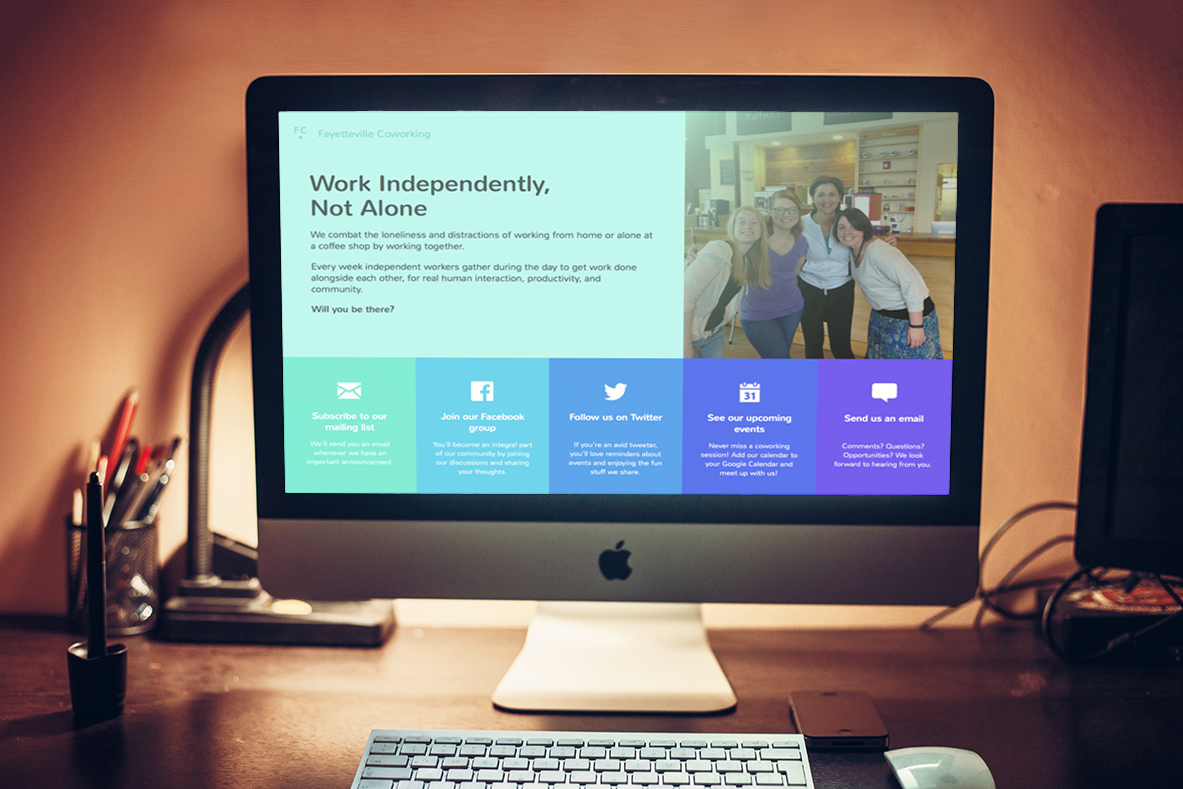 FC
Fayetteville Coworking
Work Independently,
Not Alone
We combat the loneliness and distractions of working from home or alone at
a coffee shop by working together.
Every week independent workers gather during the day to get work done
alongside each other, for real human interaction, productivity, and
community.
Will you be there?
Subscribe to our
mailing list
We'll send you an email
whenever we have an
important announcement.
Join our Facebook
group
You'll become an integral part
of our community by joining
our discussions and sharing
your thoughts.
Follow us on Twitter
If you're an avid tweeter,
you'll love reminders about
events and enjoying the fun
stuff we share.
31
See our upcoming
events
Never miss a coworking
session! Add our calendar to
your Google Calendar and
meet up with us!
Send us an email
Comments? Questions?
Opportunities? We look
forward to hearing from you.